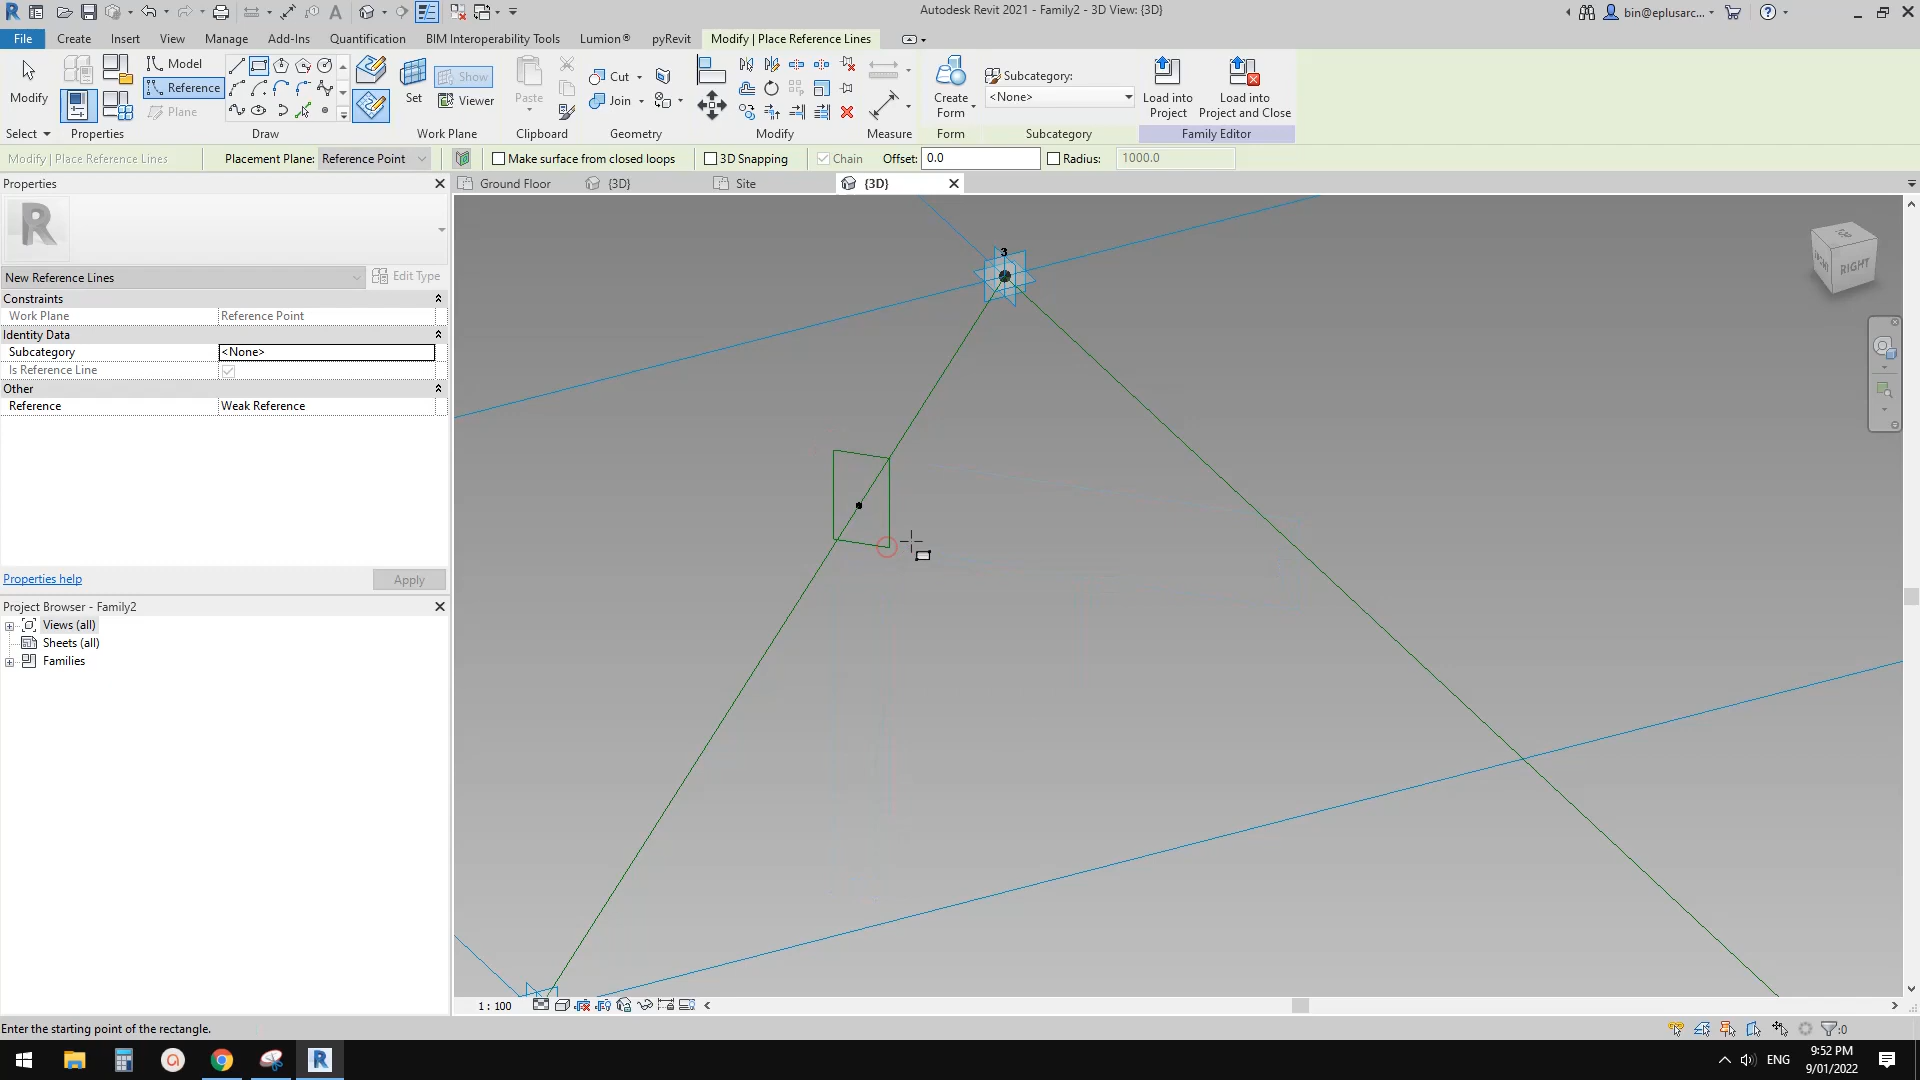 Autodesk Revit 2021 - Family2 - 3D View: {3D}
bin@eplusarc...
File Create Insert View Manage Add-Ins Quantification BIM Interoperability Tools Lumion® pyRevit Modify | Place Reference Lines
Modify
Select
Properties
Model
Reference
Plane
Draw
Set
Show
Viewer
Work Plane
Paste
Clipboard
Cut
Join
Geometry
Modify
Measure
Create
Form
Form
Subcategory:
<None>
Subcategory
Load into
Project
Load into
Project and Close
Family Editor
Modify | Place Reference Lines Placement Plane: Reference Point Make surface from closed loops 3D Snapping Chain Offset: 0.0 Radius: 1000.0
Properties
Ground Floor {3D} Site {3D}
R
New Reference Lines Edit Type
Constraints
Work Plane Reference Point
Identity Data
Subcategory <None>
Is Reference Line
Other
Reference Weak Reference
Properties help Apply
Project Browser - Family2
Views (all)
Sheets (all)
Families
3
TOP
RIGHT
1 : 100
Enter the starting point of the rectangle.
:0
ENG
9:52 PM
9/01/2022